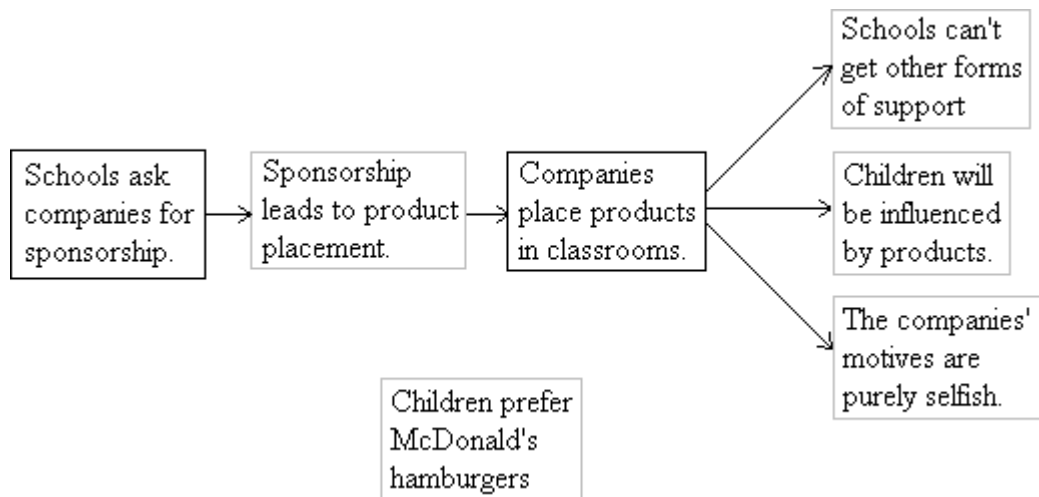 Schools ask
companies for
sponsorship.
Sponsorship
leads to product
placement.
Companies
place products
in classrooms.
Schools can't
get other forms
of support
Children will
be influenced
by products.
The companies'
motives are
purely selfish.
Children prefer
McDonald's
hamburgers